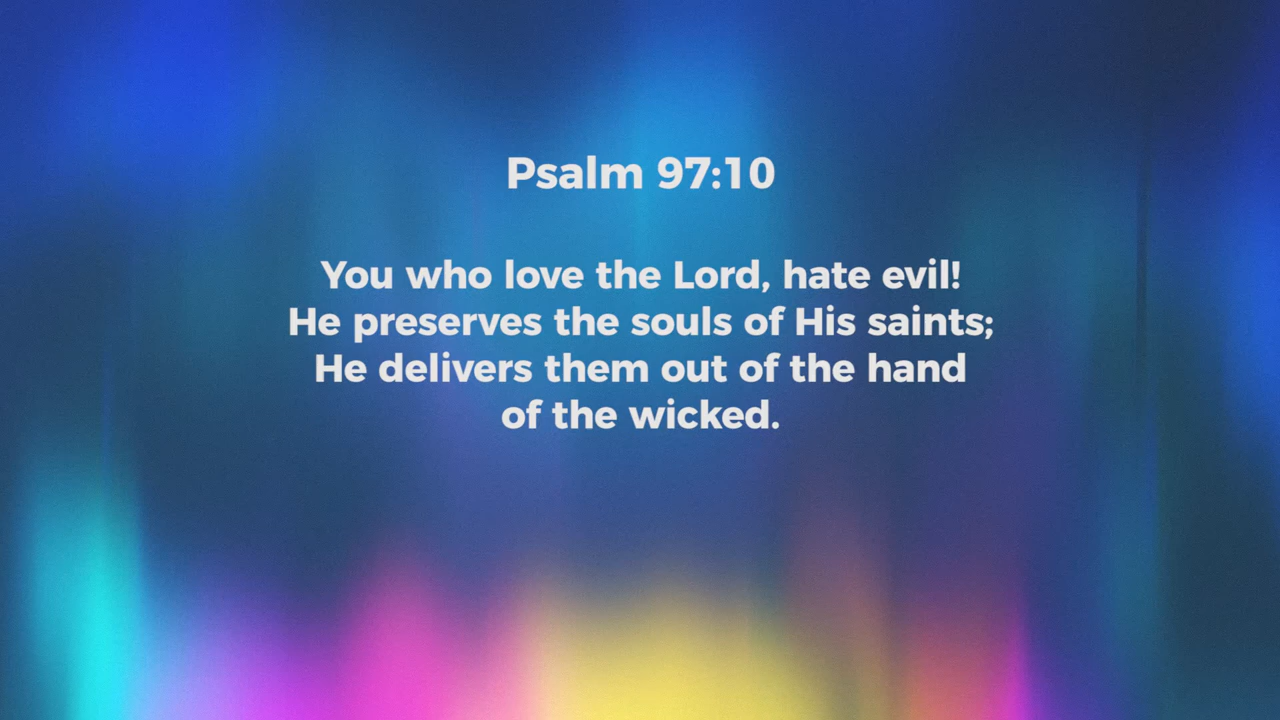 Psalm 97:10
You who love the Lord, hate evil!
He preserves the souls of His saints;
He delivers them out of the hand
of the wicked.